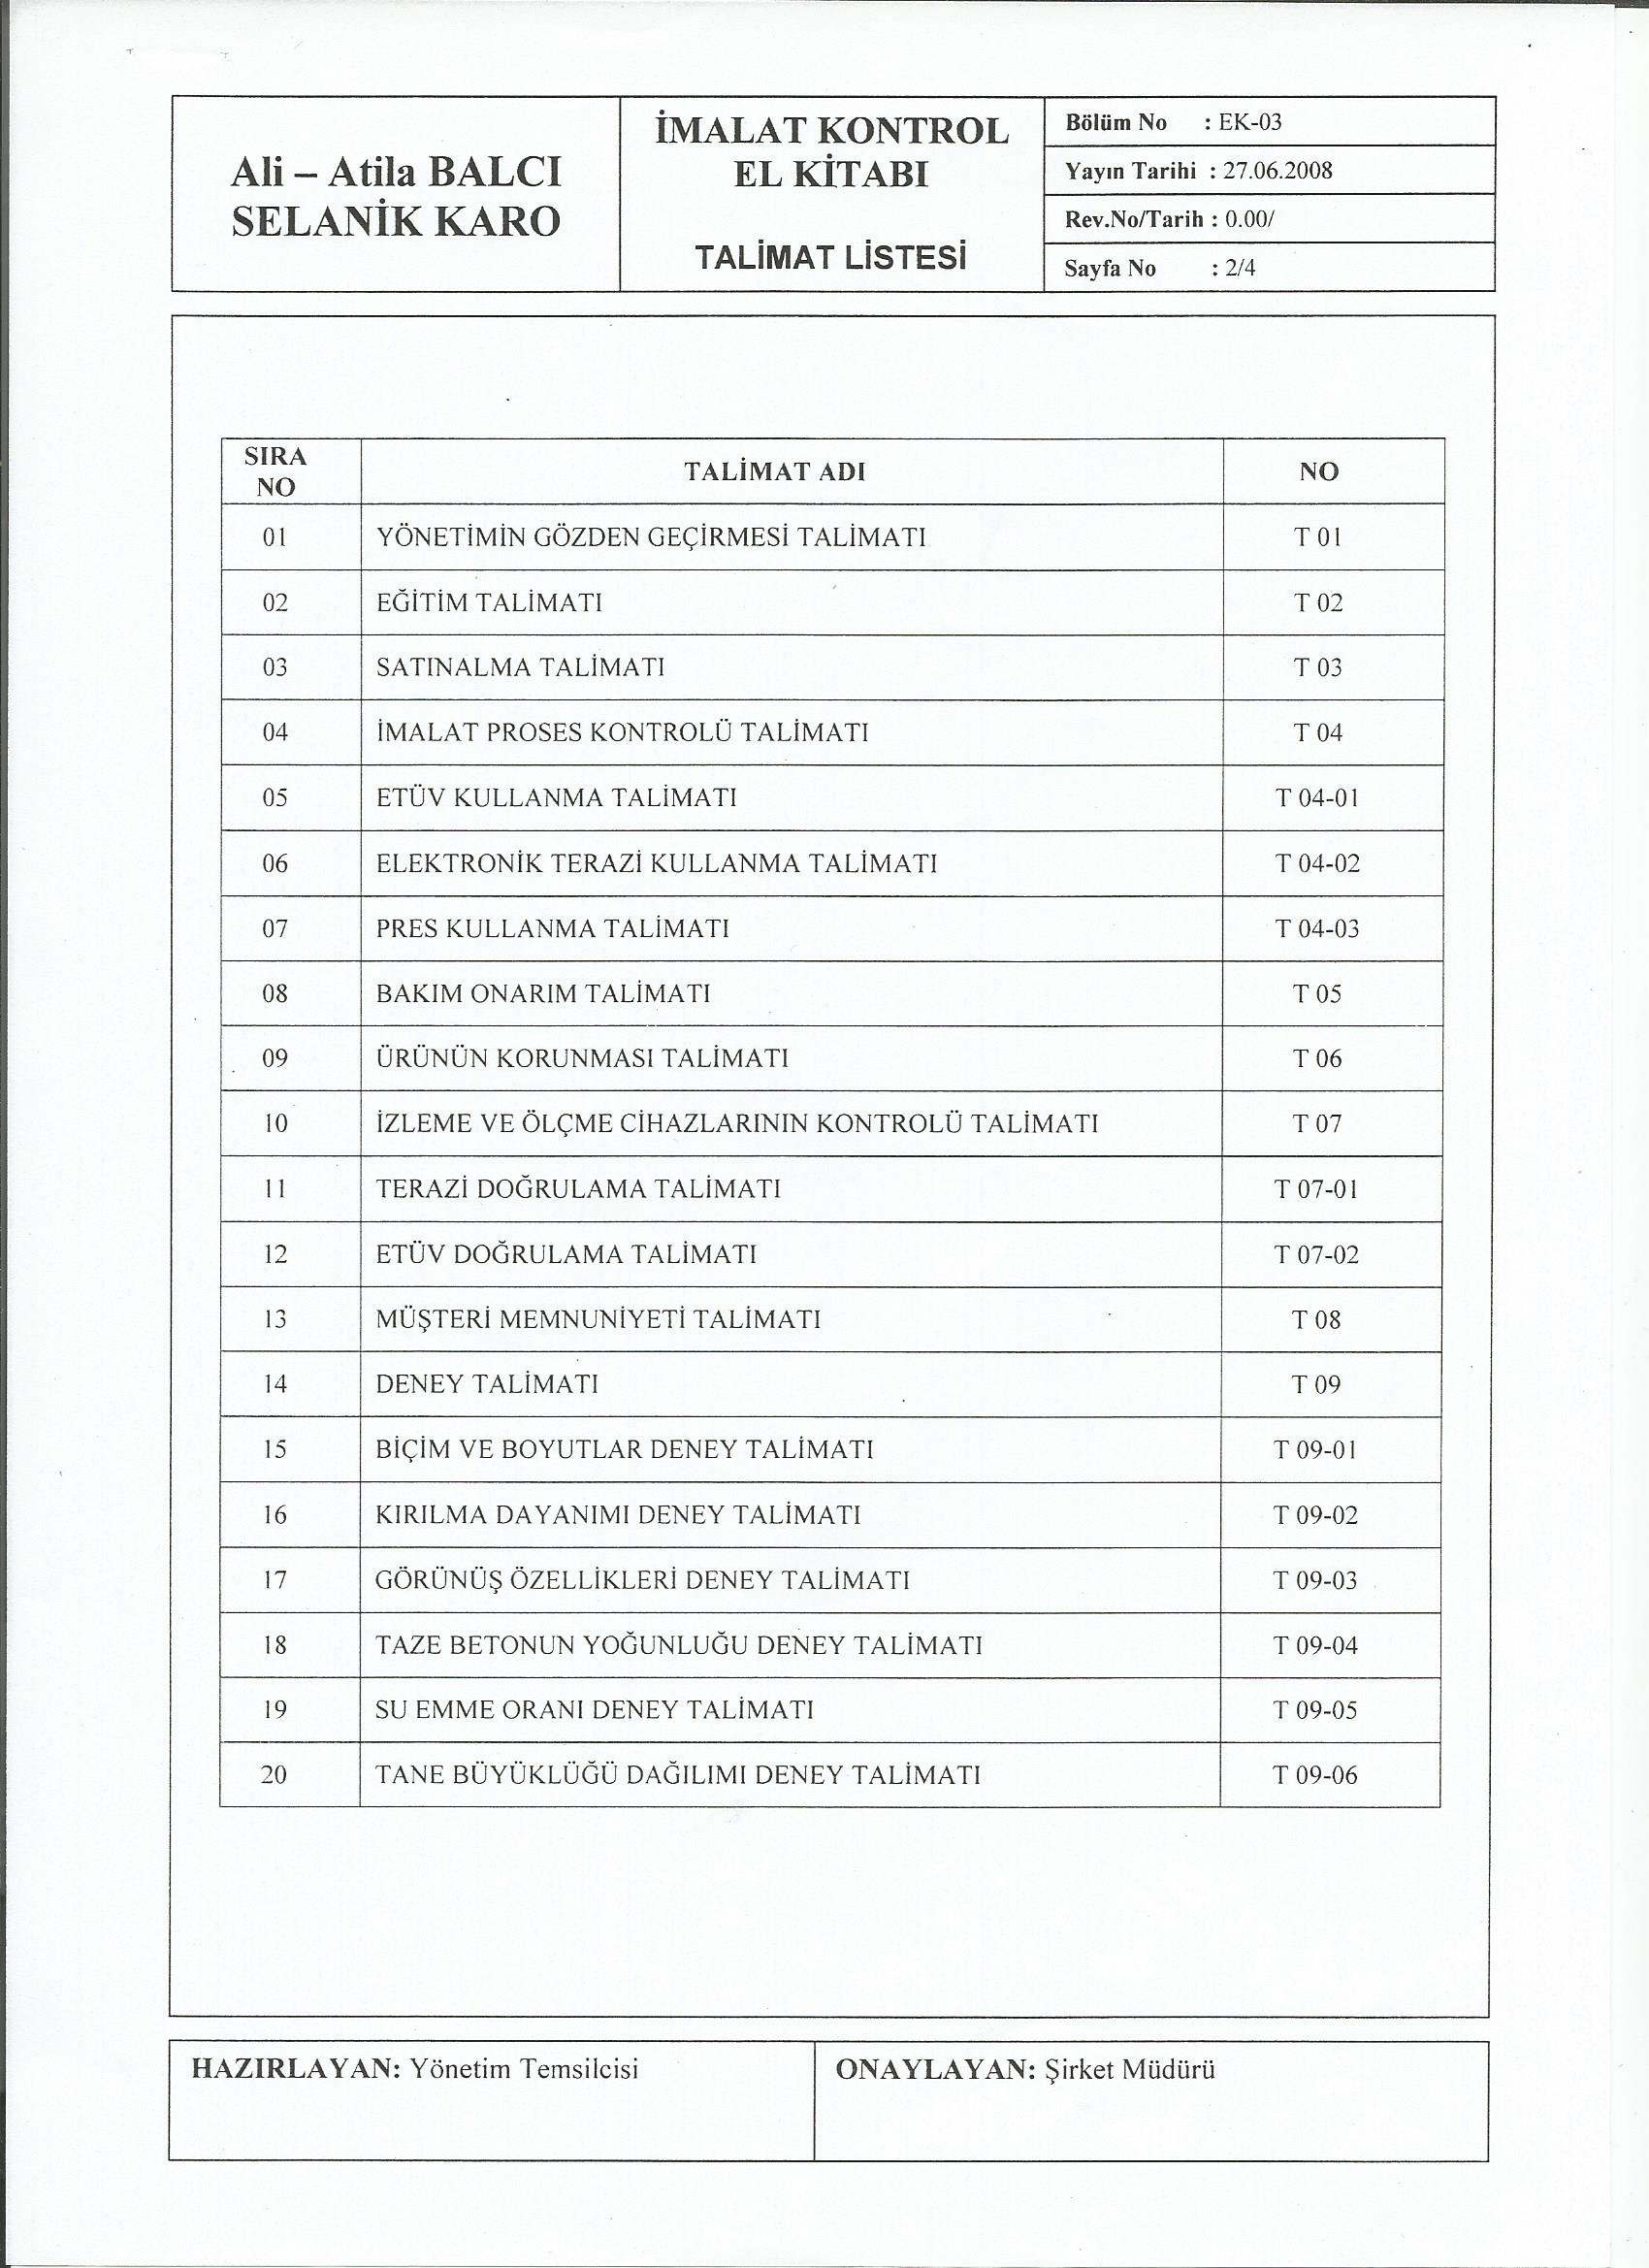 Ali – Atila BALCI
SELANİK KARO
İMALAT KONTROL
EL KİTABI
TALİMAT LİSTESİ
Bölüm No : EK-03
Yayın Tarihi : 27.06.2008
Rev.No/Tarih : 0.00/
Sayfa No : 2/4
SIRA NO TALİMAT ADI NO
01 YÖNETİMİN GÖZDEN GEÇİRMESİ TALİMATI T 01
02 EĞİTİM TALİMATI T 02
03 SATINALMA TALİMATI T 03
04 İMALAT PROSES KONTROLÜ TALİMATI T 04
05 ETÜV KULLANMA TALİMATI T 04-01
06 ELEKTRONİK TERAZİ KULLANMA TALİMATI T 04-02
07 PRES KULLANMA TALİMATI T 04-03
08 BAKIM ONARIM TALİMATI T 05
09 ÜRÜNÜN KORUNMASI TALİMATI T 06
10 İZLEME VE ÖLÇME CİHAZLARININ KONTROLÜ TALİMATI T 07
11 TERAZİ DOĞRULAMA TALİMATI T 07-01
12 ETÜV DOĞRULAMA TALİMATI T 07-02
13 MÜŞTERİ MEMNUNİYETİ TALİMATI T 08
14 DENEY TALİMATI T 09
15 BİÇİM VE BOYUTLAR DENEY TALİMATI T 09-01
16 KIRILMA DAYANIMI DENEY TALİMATI T 09-02
17 GÖRÜNÜŞ ÖZELLİKLERİ DENEY TALİMATI T 09-03
18 TAZE BETONUN YOĞUNLUĞU DENEY TALİMATI T 09-04
19 SU EMME ORANI DENEY TALİMATI T 09-05
20 TANE BÜYÜKLÜĞÜ DAĞILIMI DENEY TALİMATI T 09-06
HAZIRLAYAN: Yönetim Temsilcisi
ONAYLAYAN: Şirket Müdürü